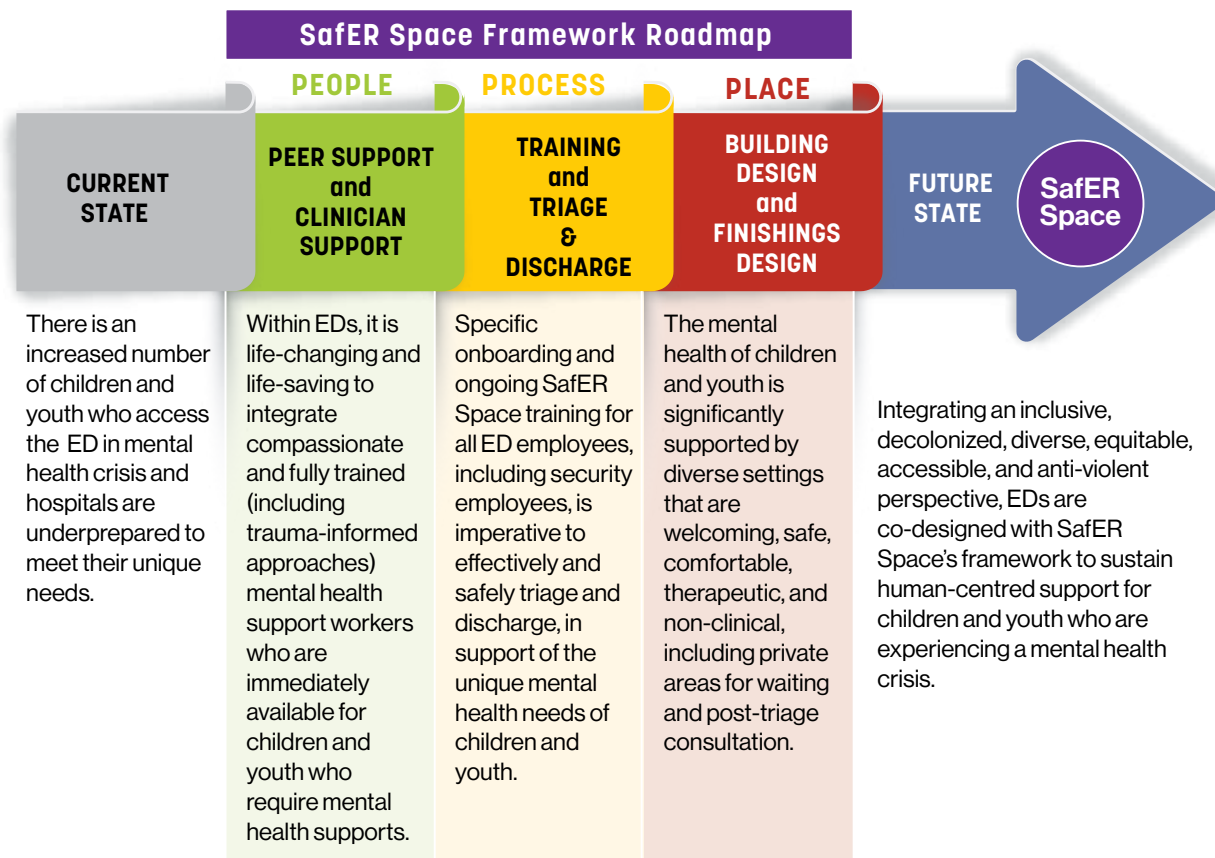 SafER Space Framework Roadmap
PEOPLE
PROCESS
PLACE
CURRENT
STATE
PEER SUPPORT
and
CLINICIAN
SUPPORT
TRAINING
and
TRIAGE
&
DISCHARGE
BUILDING
DESIGN
and
FINISHINGS
DESIGN
FUTURE
STATE
SafER
Space
There is an
increased number
of children and
youth who access
the ED in mental
health crisis and
hospitals are
underprepared to
meet their unique
needs.
Within EDs, it is
life-changing and
life-saving to
integrate
compassionate
and fully trained
(including
trauma-informed
approaches)
mental health
support workers
who are
immediately
available for
children and
youth who
require mental
health supports.
Specific
onboarding and
ongoing SafER
Space training for
all ED employees,
including security
employees, is
imperative to
effectively and
safely triage and
discharge, in
support of the
unique mental
health needs of
children and
youth.
The mental
health of children
and youth is
significantly
supported by
diverse settings
that are
welcoming, safe,
comfortable,
therapeutic, and
non-clinical,
including private
areas for waiting
and post-triage
consultation.
Integrating an inclusive,
decolonized, diverse, equitable,
accessible, and anti-violent
perspective, EDs are
co-designed with SafER
Space's framework to sustain
human-centred support for
children and youth who are
experiencing a mental health
crisis.